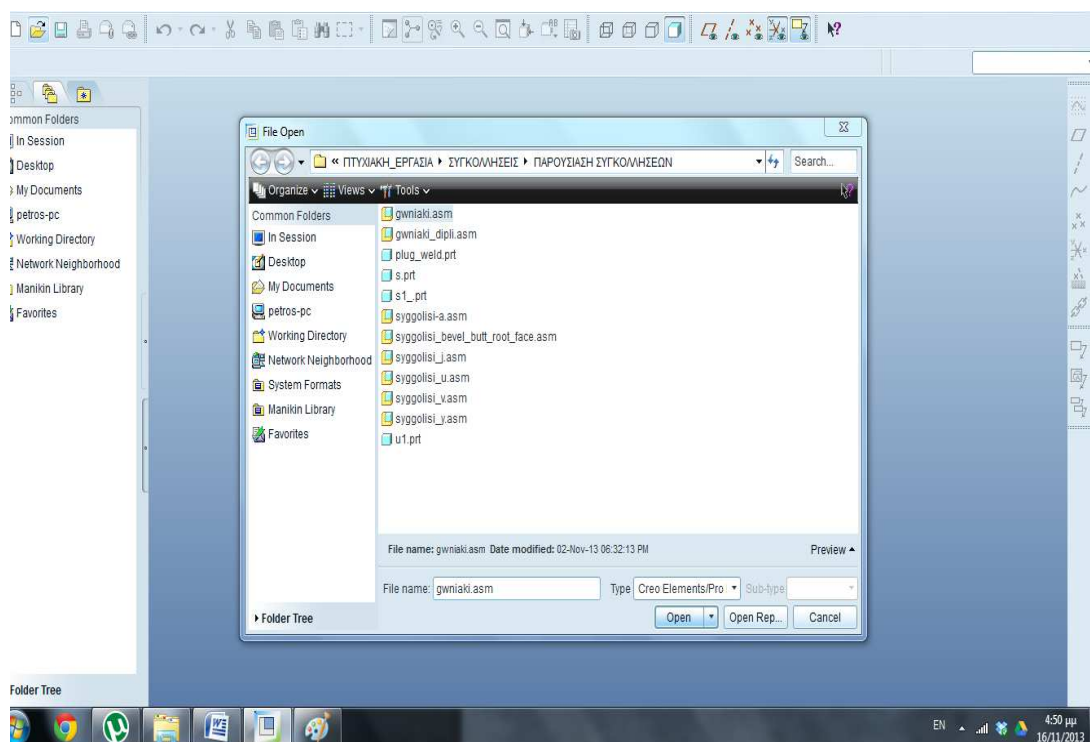 ommon Folders
In Session
Desktop
My Documents
petros-pc
Working Directory
Network Neighborhood
Manikin Library
Favorites
Folder Tree
File Open
« ΠΤΥΧΙΑΚΗ_ΕΡΓΑΣΙΑ ▸ ΣΥΓΚΟΛΛΗΣΕΙΣ ▸ ΠΑΡΟΥΣΙΑΣΗ ΣΥΓΚΟΛΛΗΣΕΩΝ Search...
Organize Views Tools
Common Folders
In Session
Desktop
My Documents
petros-pc
Working Directory
Network Neighborhood
System Formats
Manikin Library
Favorites
Folder Tree
gwniaki.asm
gwniaki_dipli.asm
plug_weld.prt
s.prt
s1_.prt
syggolisi-a.asm
syggolisi_bevel_butt_root_face.asm
syggolisi_j.asm
syggolisi_u.asm
syggolisi_v.asm
syggolisi_y.asm
u1.prt
File name: gwniaki.asm Date modified: 02-Nov-13 06:32:13 PM Preview
File name: gwniaki.asm Type Creo Elements/Pro Sub-type
Open Open Rep... Cancel
EN 4:50 μμ
16/11/2013